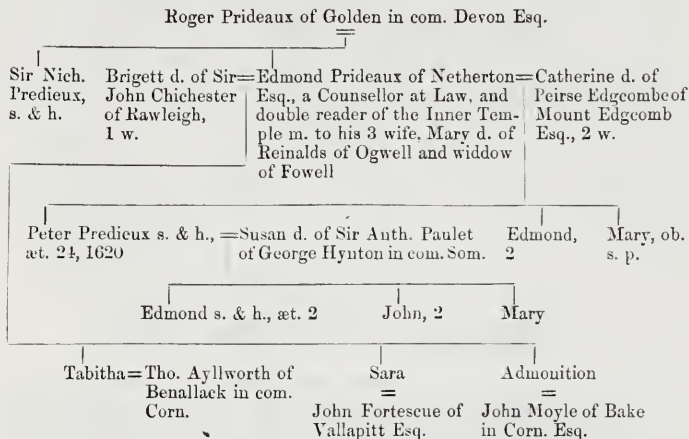 Roger Prideaux of Golden in com. Devon Esq.
Sir Nich. Predieux, s. & h.
Brigett d. of Sir John Chichester of Rawleigh, 1 w.
=
Edmond Prideaux of Netherton Esq., a Counsellor at Law, and double reader of the Inner Temple m. to his 3 wife, Mary d. of Reinalds of Ogwell and widdow of Fowell
=
Catherine d. of Peirse Edgcombe of Mount Edgcomb Esq., 2 w.
Peter Predieux s. & h., æt. 24, 1620
=
Susan d. of Sir Auth. Paulet of George Hynton in com. Som.
Edmond, 2
Mary, ob. s. p.
Edmond s. & h., æt. 2
John, 2
Mary
Tabitha
=
Tho. Ayllworth of Benallack in com. Corn.
Sara
=
John Fortescue of Vallapitt Esq.
Admonition
=
John Moyle of Bake in Corn. Esq.